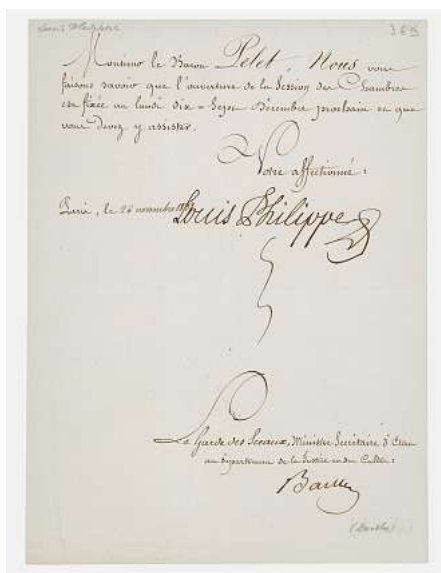 Louis Philippe
Monsieur le Baron Pelet, Nous vous
faisons savoir que l'ouverture de la Session des Chambres
est fixée au lundi dix-Sept Décembre prochain et que
vous devez y assister.
Votre affectionné:
Paris, le 26 novembre
Louis Philippe
Le Garde des Sceaux, Ministre Secrétaire d'Etat
au département de la Justice et des Cultes:
Barthe